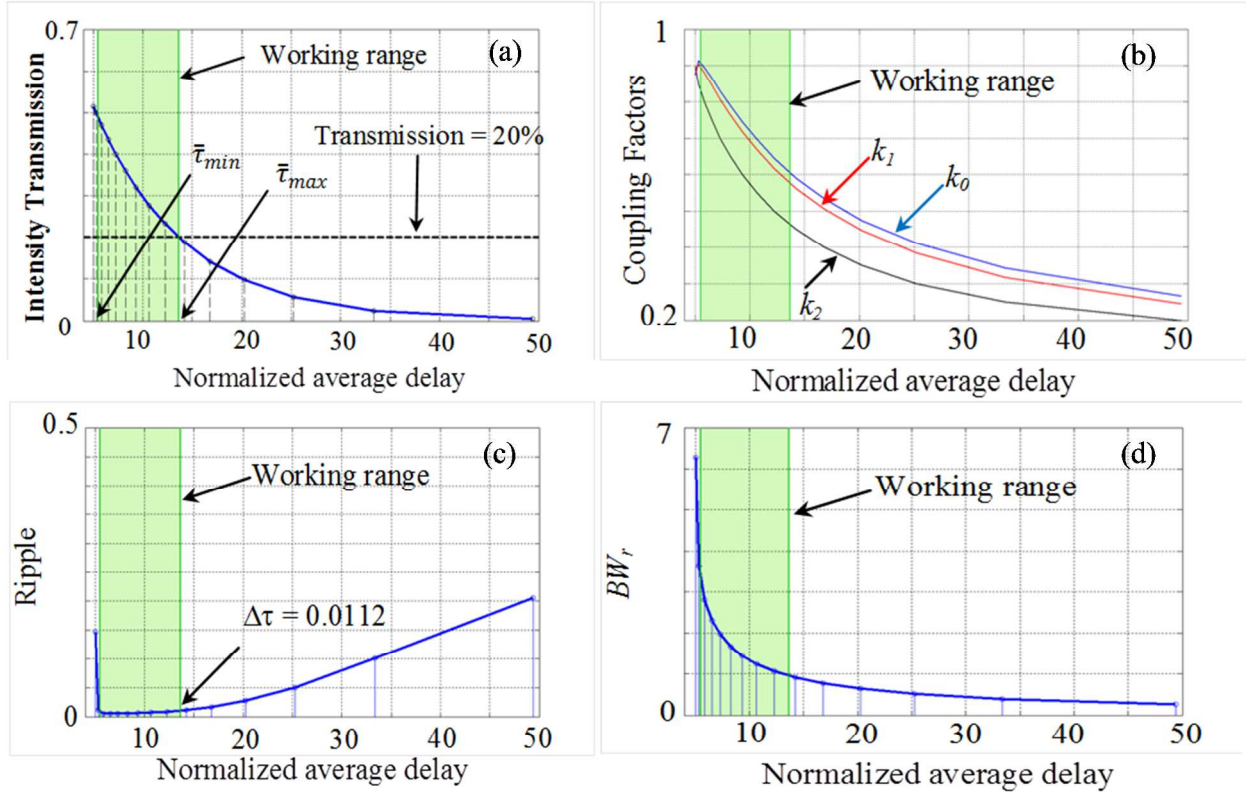 0.7
(a)
Working range
Transmission = 20%
τ̄min
τ̄max
Intensity Transmission
0
10
20
30
40
50
Normalized average delay
1
(b)
Working range
k1
k0
k2
Coupling Factors
0.2
10
20
30
40
50
Normalized average delay
0.5
(c)
Working range
Δτ = 0.0112
Ripple
0
10
20
30
40
50
Normalized average delay
7
(d)
Working range
BWr
0
10
20
30
40
50
Normalized average delay